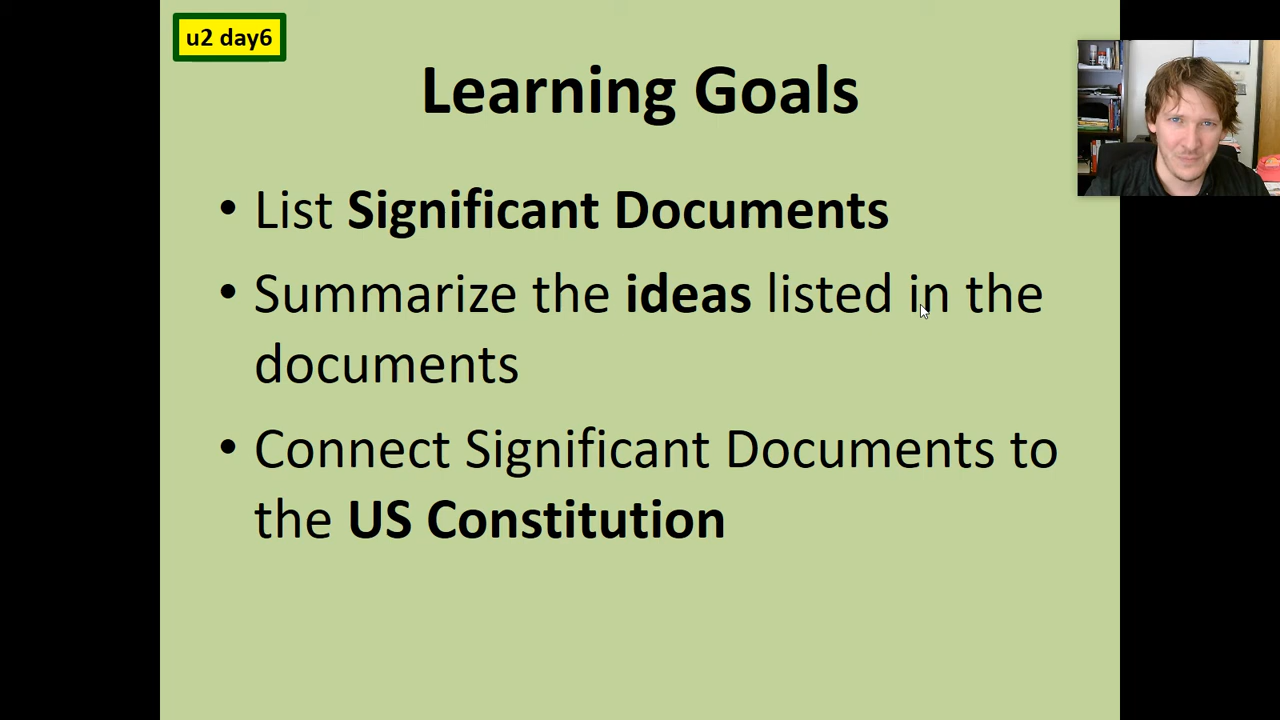 u2 day6
Learning Goals
• List Significant Documents
• Summarize the ideas listed in the
documents
• Connect Significant Documents to
the US Constitution